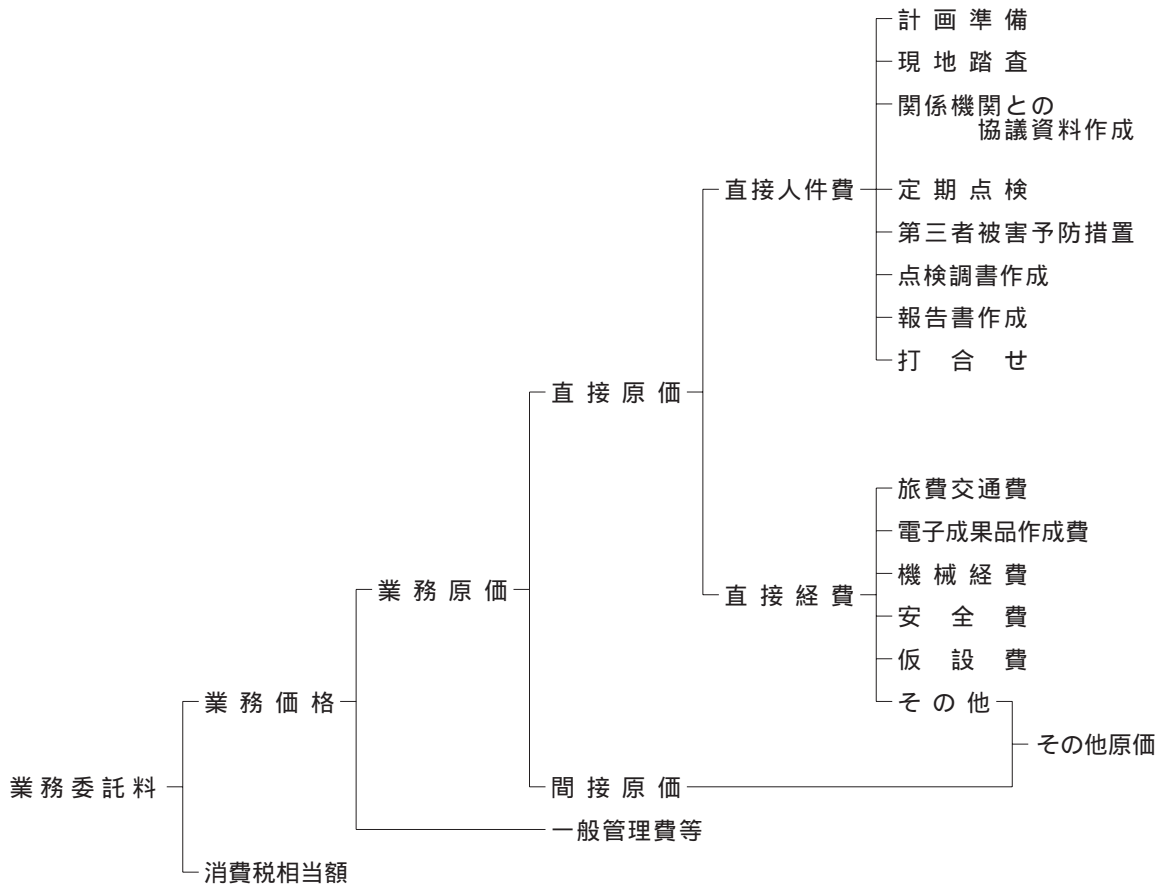 計画準備
現地踏査
関係機関との
協議資料作成
直接人件費
定期点検
第三者被害予防措置
点検調書作成
報告書作成
打合せ
直接原価
旅費交通費
電子成果品作成費
機械経費
業務原価
直接経費
安全費
仮設費
業務価格
その他
その他原価
業務委託料
間接原価
一般管理費等
消費税相当額